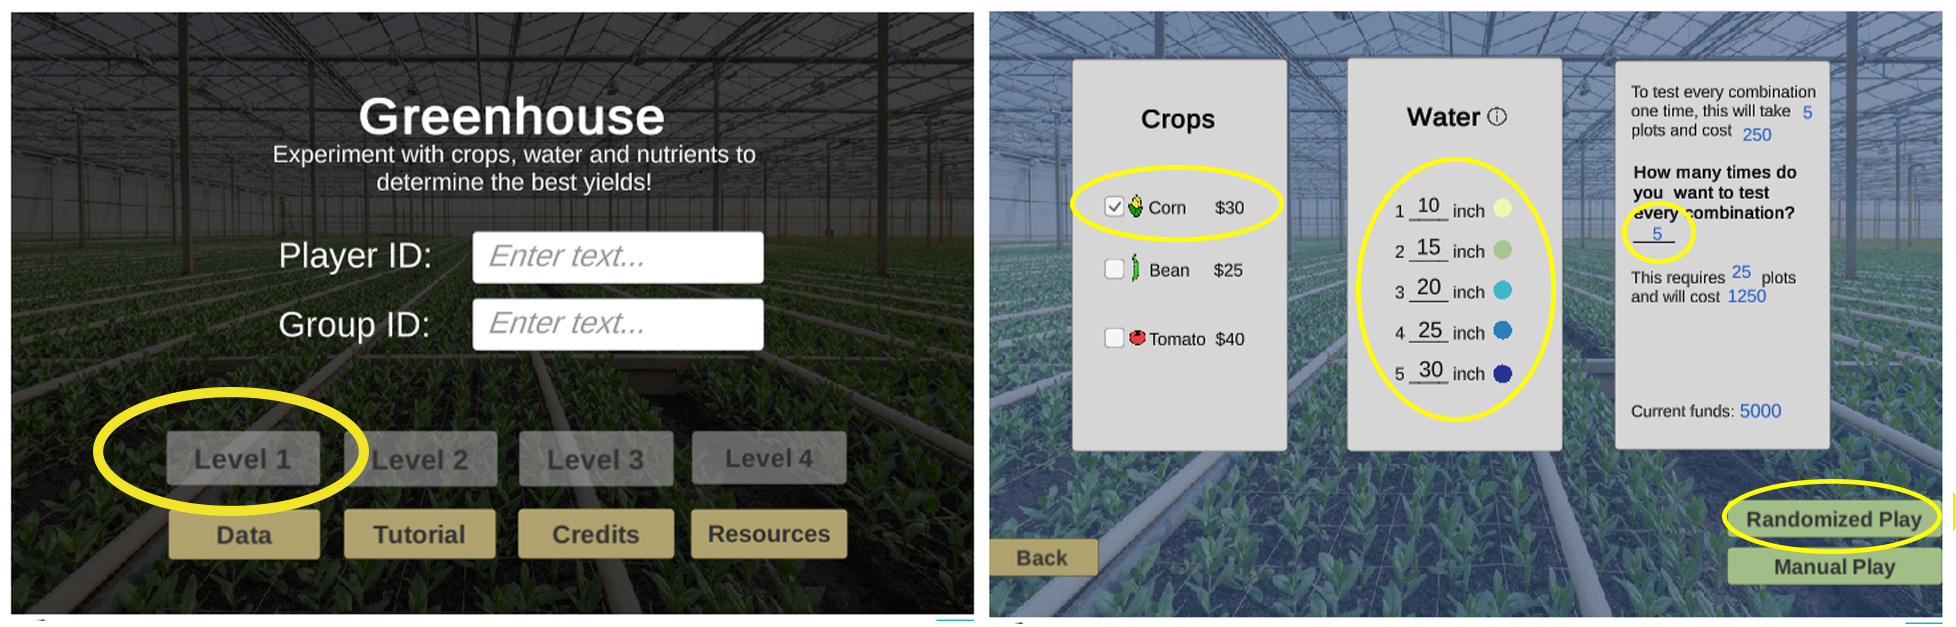 Greenhouse
Experiment with crops, water and nutrients to
determine the best yields!
Player ID: Enter text...
Group ID: Enter text...
Level 1 Level 2 Level 3 Level 4
Data Tutorial Credits Resources
Crops
Corn $30
Bean $25
Tomato $40
Water
1 10 inch
2 15 inch
3 20 inch
4 25 inch
5 30 inch
To test every combination
one time, this will take 5
plots and cost 250
How many times do
you want to test
every combination?
5
This requires 25 plots
and will cost 1250
Current funds: 5000
Back
Randomized Play
Manual Play